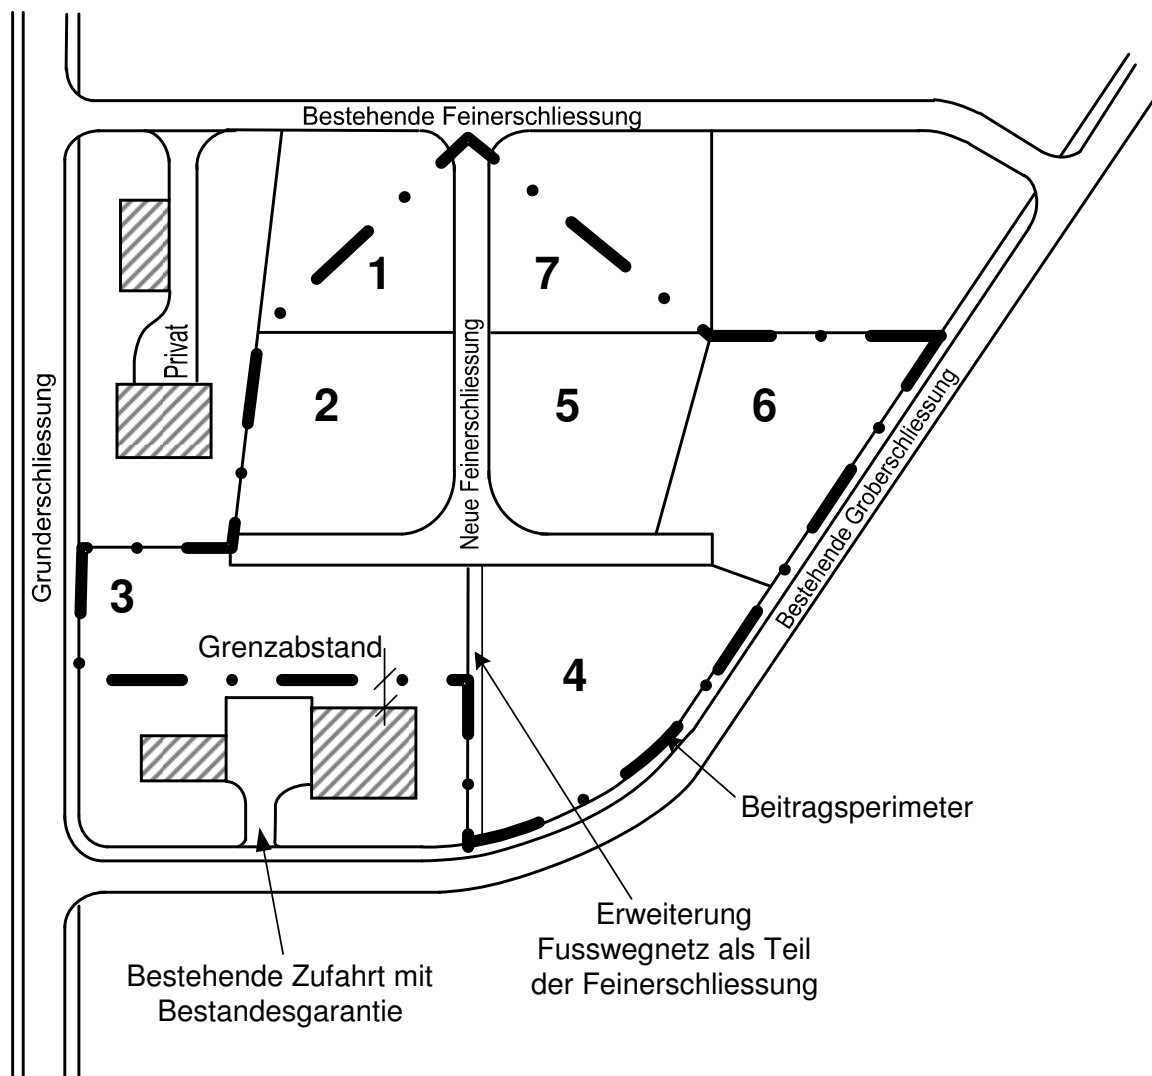 Bestehende Feinerschliessung
1
7
Privat
Grunderschliessung
2
Neue Feinerschliessung
5
6
Bestehende Groberschliessung
3
Grenzabstand
4
Beitragsperimeter
Erweiterung
Fusswegnetz als Teil
der Feinerschliessung
Bestehende Zufahrt mit
Bestandesgarantie